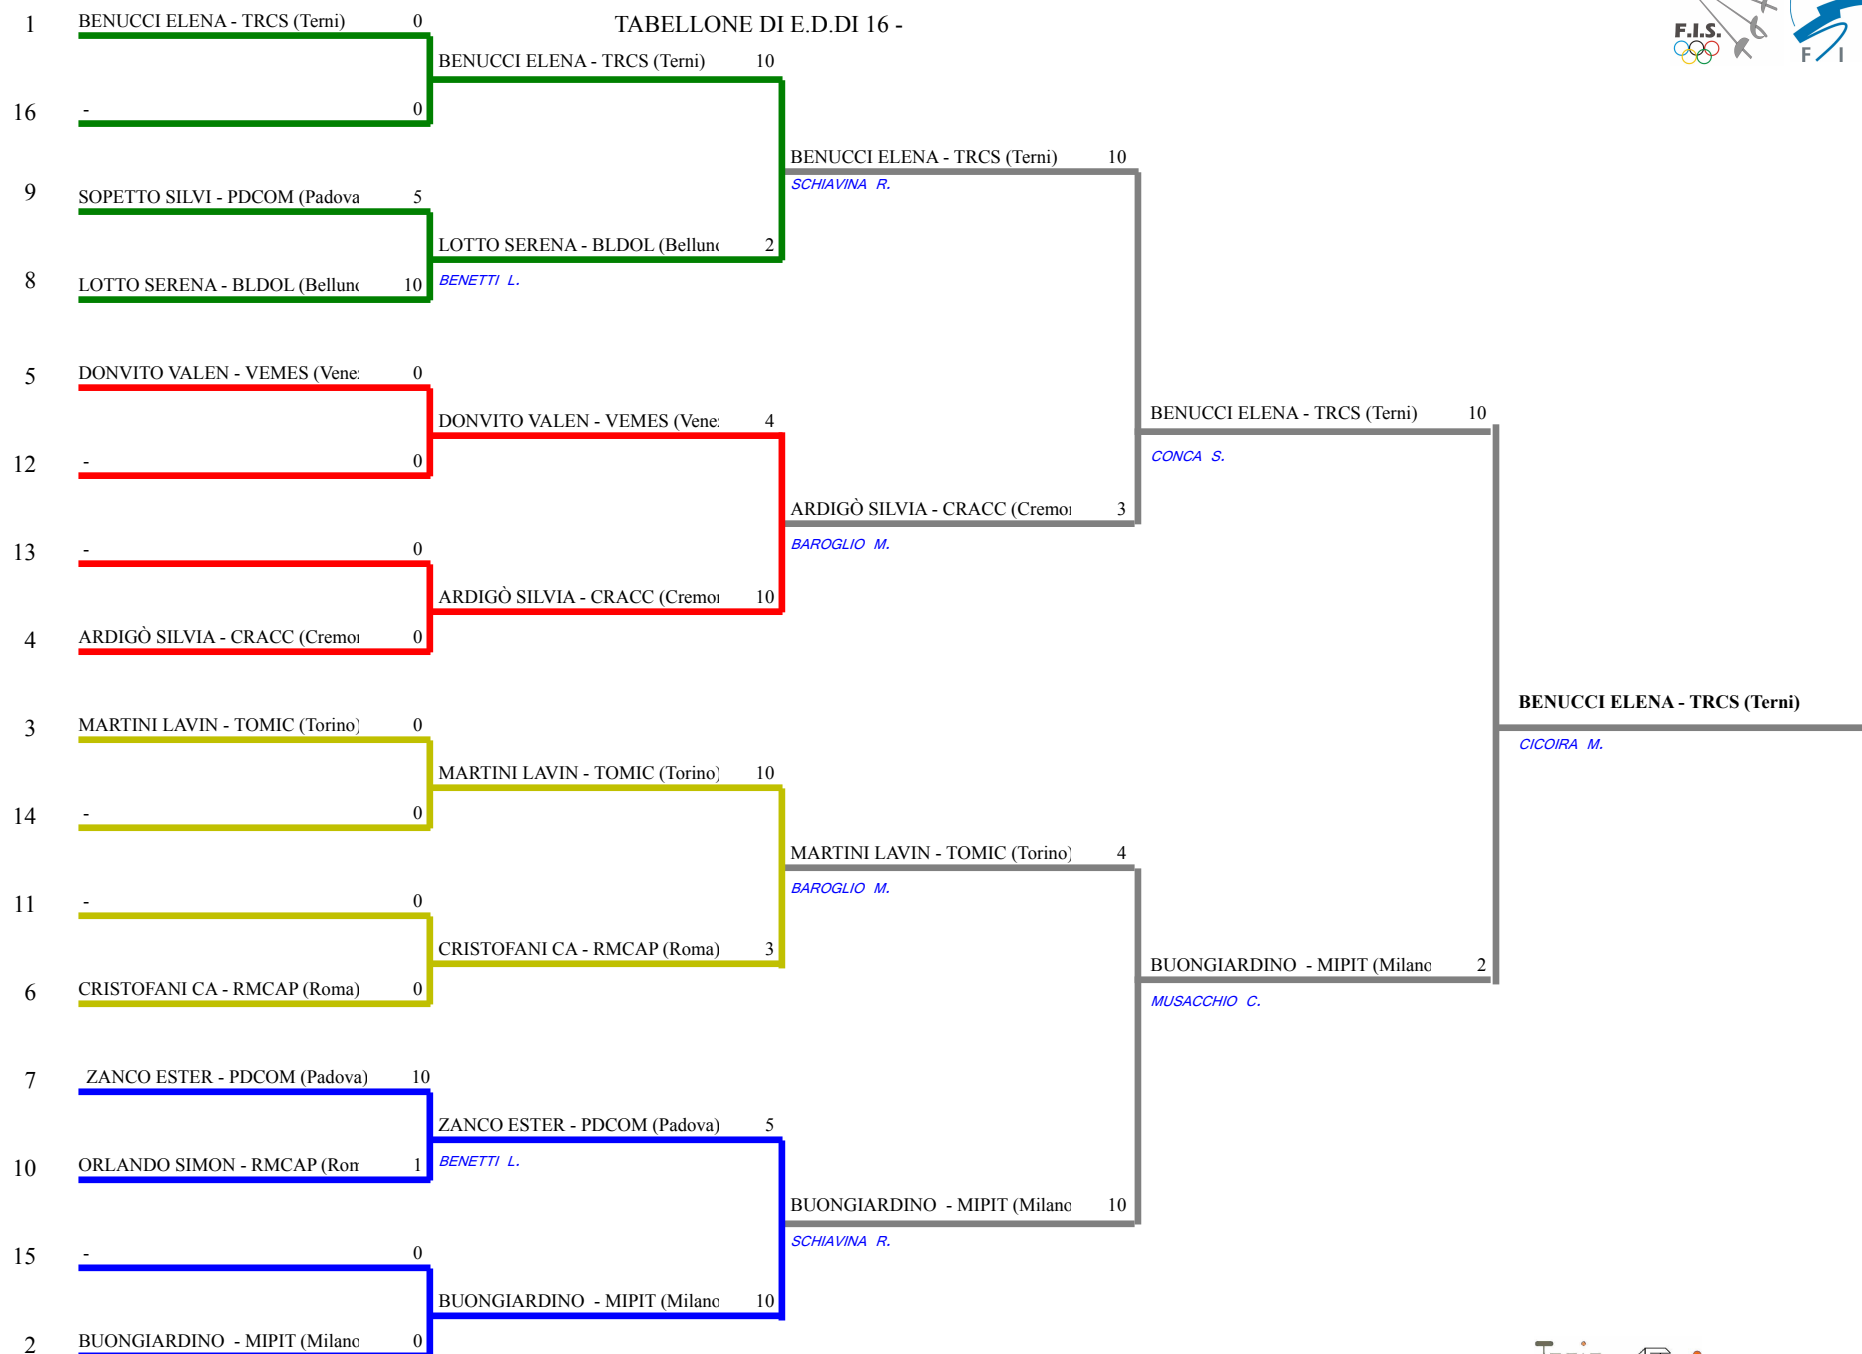 TABELLONE DI E.D.DI 16 -
F.I.S.
F I
1 BENUCCI ELENA - TRCS (Terni) 0
BENUCCI ELENA - TRCS (Terni) 10
16 - 0
BENUCCI ELENA - TRCS (Terni) 10
SCHIAVINA R.
9 SOPETTO SILVI - PDCOM (Padova 5
LOTTO SERENA - BLDOL (Bellun 2
BENETTI L.
8 LOTTO SERENA - BLDOL (Bellun 10
5 DONVITO VALEN - VEMES (Vene 0
DONVITO VALEN - VEMES (Vene 4
BENUCCI ELENA - TRCS (Terni) 10
CONCA S.
12 - 0
ARDIGÒ SILVIA - CRACC (Cremo 3
BAROGLIO M.
13 - 0
ARDIGÒ SILVIA - CRACC (Cremo 10
4 ARDIGÒ SILVIA - CRACC (Cremo 0
BENUCCI ELENA - TRCS (Terni)
CICOIRA M.
3 MARTINI LAVIN - TOMIC (Torino) 0
MARTINI LAVIN - TOMIC (Torino) 10
14 - 0
MARTINI LAVIN - TOMIC (Torino) 4
BAROGLIO M.
11 - 0
CRISTOFANI CA - RMCAP (Roma) 3
BUONGIARDINO - MIPIT (Milano 2
MUSACCHIO C.
6 CRISTOFANI CA - RMCAP (Roma) 0
7 ZANCO ESTER - PDCOM (Padova) 10
ZANCO ESTER - PDCOM (Padova) 5
BENETTI L.
10 ORLANDO SIMON - RMCAP (Rom 1
BUONGIARDINO - MIPIT (Milano 10
SCHIAVINA R.
15 - 0
BUONGIARDINO - MIPIT (Milano 10
2 BUONGIARDINO - MIPIT (Milano 0